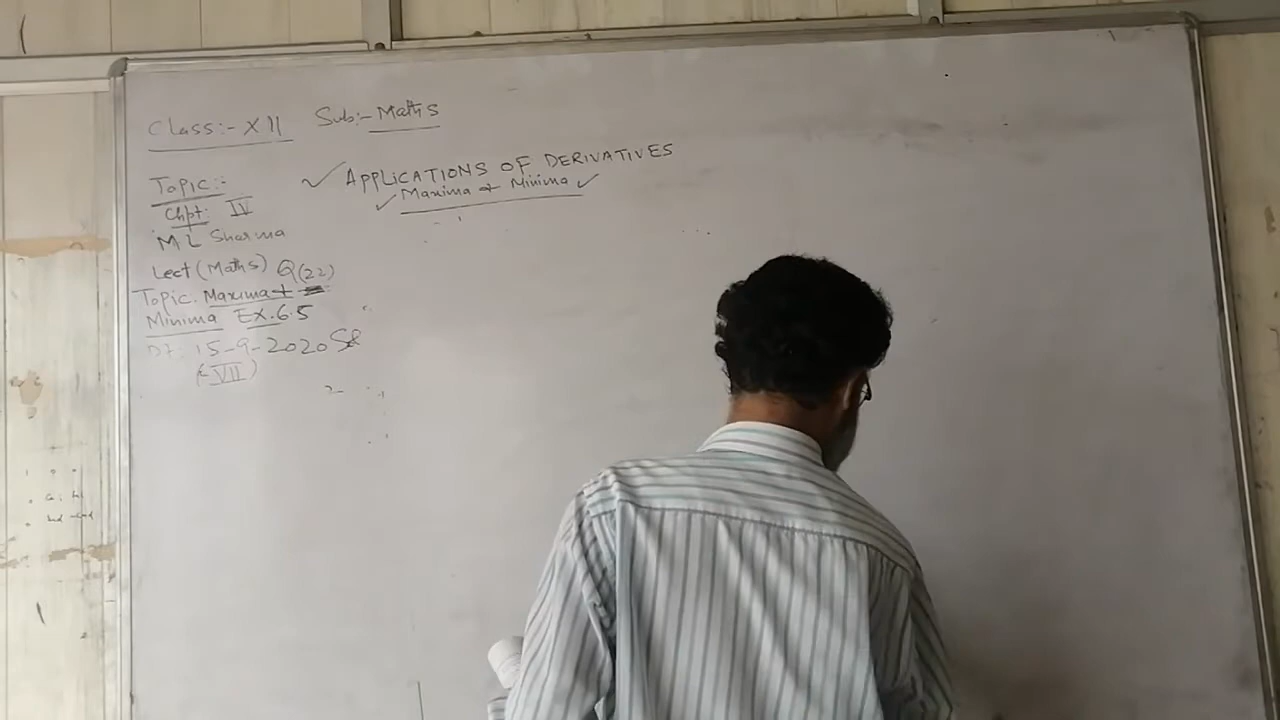 Class:- XII Sub:- Maths
Topic:- ✓ APPLICATIONS OF DERIVATIVES
✓ Maxima & Minima ✓
Chpt: IV
M L Sharma
Lect (Maths) Q(22)
Topic. Maxima +
Minima EX.6.5
Dt: 15-9-2020
(VII)